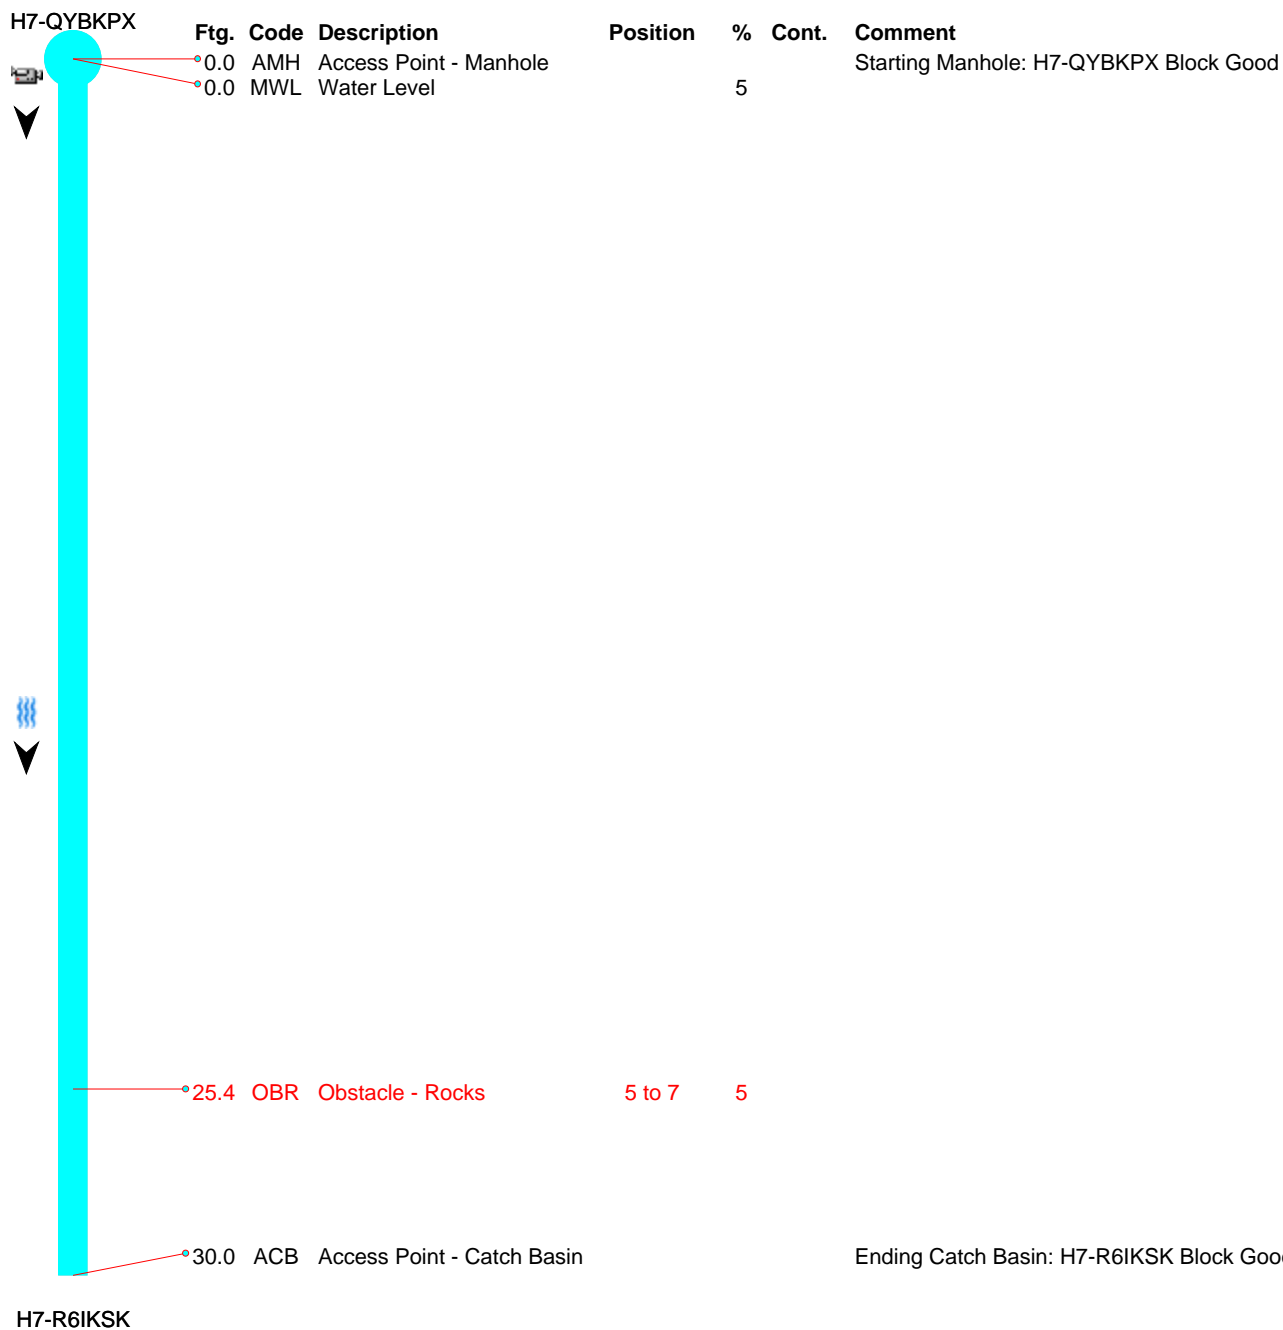 H7-QYBKPX
Ftg. Code Description Position % Cont. Comment
0.0 AMH Access Point - Manhole Starting Manhole: H7-QYBKPX Block Good
0.0 MWL Water Level 5
25.4 OBR Obstacle - Rocks 5 to 7 5
30.0 ACB Access Point - Catch Basin Ending Catch Basin: H7-R6IKSK Block Goo
H7-R6IKSK